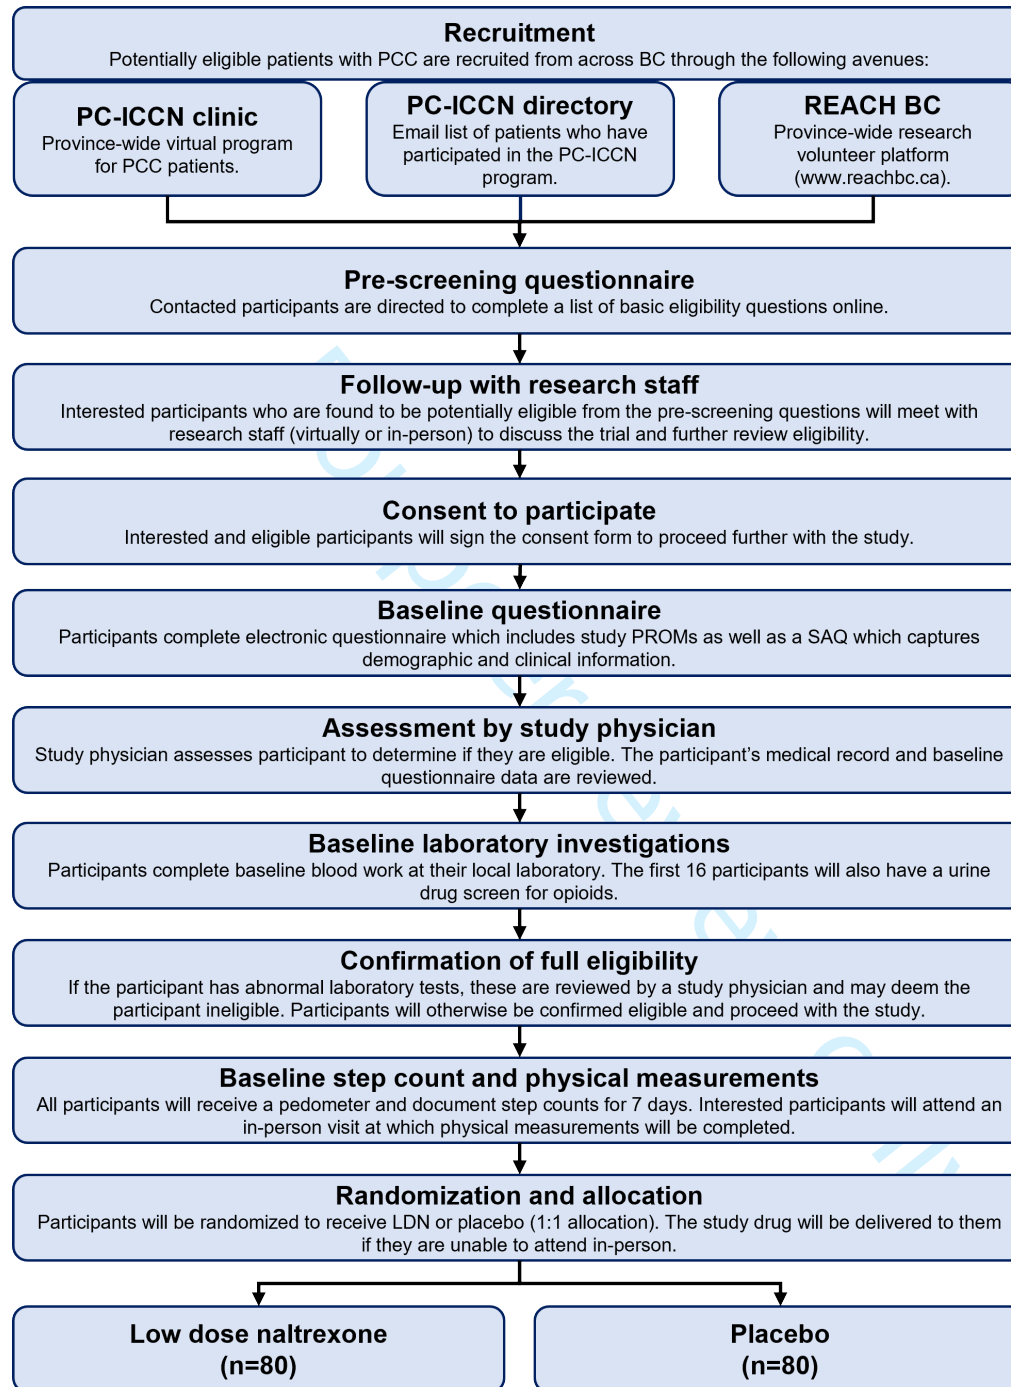 Recruitment
Potentially eligible patients with PCC are recruited from across BC through the following avenues:
PC-ICCN clinic
Province-wide virtual program
for PCC patients.
PC-ICCN directory
Email list of patients who have
participated in the PC-ICCN
program.
REACH BC
Province-wide research
volunteer platform
(www.reachbc.ca).
Pre-screening questionnaire
Contacted participants are directed to complete a list of basic eligibility questions online.
Follow-up with research staff
Interested participants who are found to be potentially eligible from the pre-screening questions will meet with
research staff (virtually or in-person) to discuss the trial and further review eligibility.
Consent to participate
Interested and eligible participants will sign the consent form to proceed further with the study.
Baseline questionnaire
Participants complete electronic questionnaire which includes study PROMs as well as a SAQ which captures
demographic and clinical information.
Assessment by study physician
Study physician assesses participant to determine if they are eligible. The participant's medical record and baseline
questionnaire data are reviewed.
Baseline laboratory investigations
Participants complete baseline blood work at their local laboratory. The first 16 participants will also have a urine
drug screen for opioids.
Confirmation of full eligibility
If the participant has abnormal laboratory tests, these are reviewed by a study physician and may deem the
participant ineligible. Participants will otherwise be confirmed eligible and proceed with the study.
Baseline step count and physical measurements
All participants will receive a pedometer and document step counts for 7 days. Interested participants will attend an
in-person visit at which physical measurements will be completed.
Randomization and allocation
Participants will be randomized to receive LDN or placebo (1:1 allocation). The study drug will be delivered to them
if they are unable to attend in-person.
Low dose naltrexone
(n=80)
Placebo
(n=80)